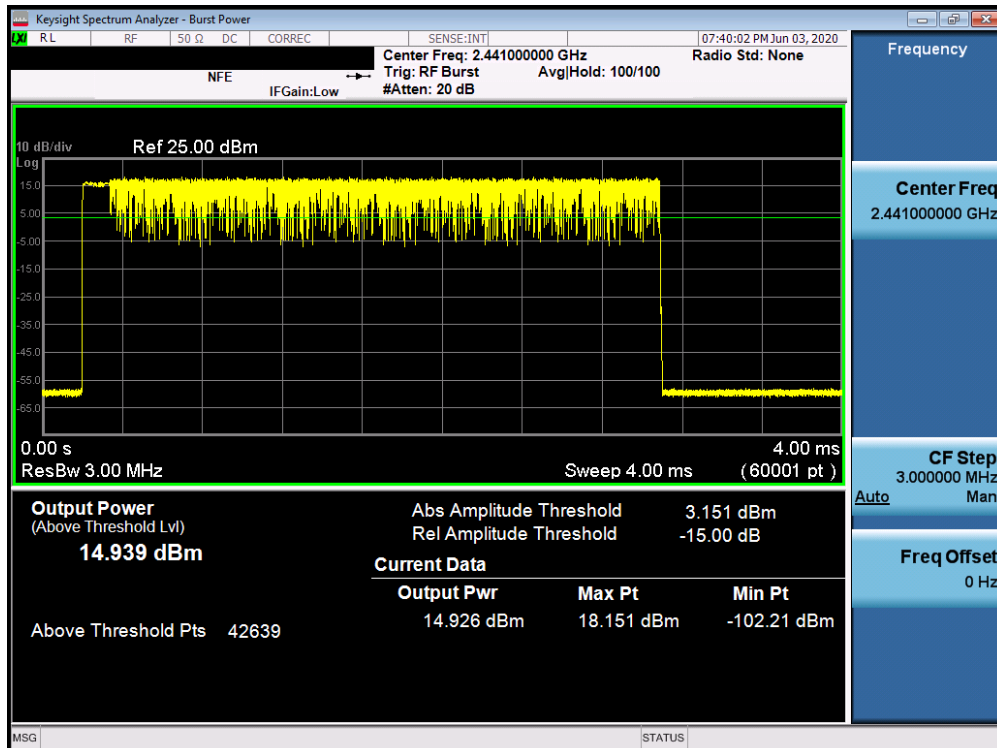 Keysight Spectrum Analyzer - Burst Power
LXI RL RF 50 Ω DC CORREC SENSE:INT 07:40:02 PM Jun 03, 2020
Center Freq: 2.441000000 GHz Radio Std: None
NFE Trig: RF Burst Avg|Hold: 100/100
IFGain:Low #Atten: 20 dB
Frequency
10 dB/div Ref 25.00 dBm
Log
15.0
5.00
-5.00
-15.0
-25.0
-35.0
-45.0
-55.0
-65.0
0.00 s 4.00 ms
ResBw 3.00 MHz Sweep 4.00 ms (60001 pt)
Center Freq
2.441000000 GHz
CF Step
3.000000 MHz
Auto Man
Freq Offset
0 Hz
Output Power
(Above Threshold Lvl)
14.939 dBm
Above Threshold Pts 42639
Abs Amplitude Threshold 3.151 dBm
Rel Amplitude Threshold -15.00 dB
Current Data
Output Pwr Max Pt Min Pt
14.926 dBm 18.151 dBm -102.21 dBm
MSG STATUS